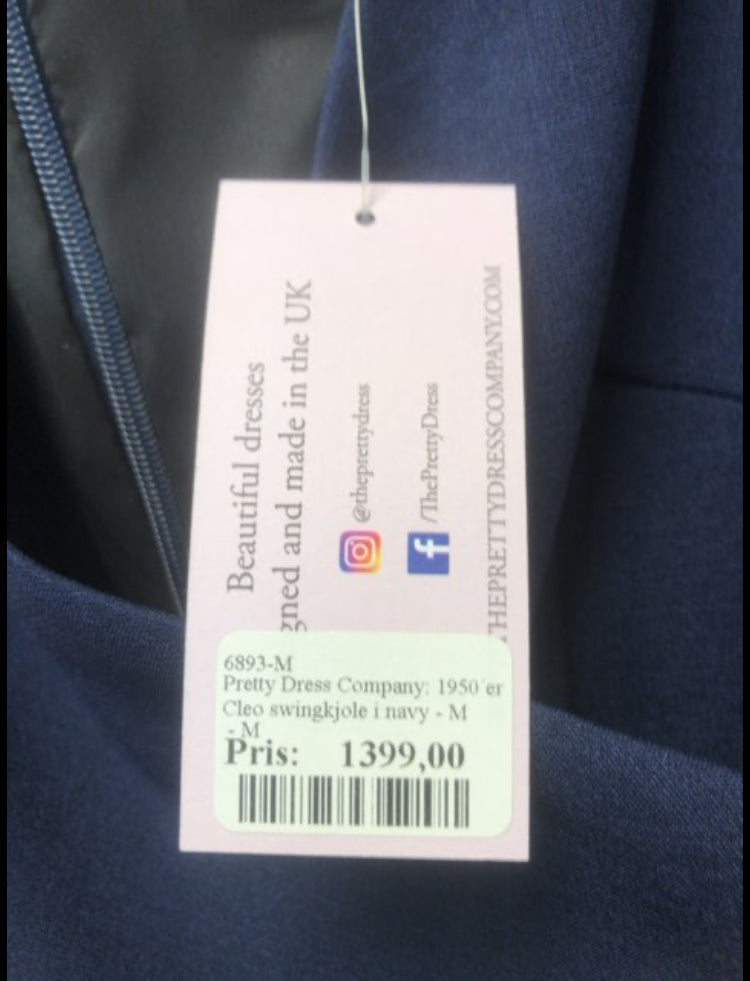 Beautiful dresses
gned and made in the UK
@theprettydress
/ThePrettyDress
THEPRETTYDRESSCOMPANY.COM
6893-M
Pretty Dress Company: 1950'er
Cleo swingkjole i navy - M
- M
Pris: 1399,00